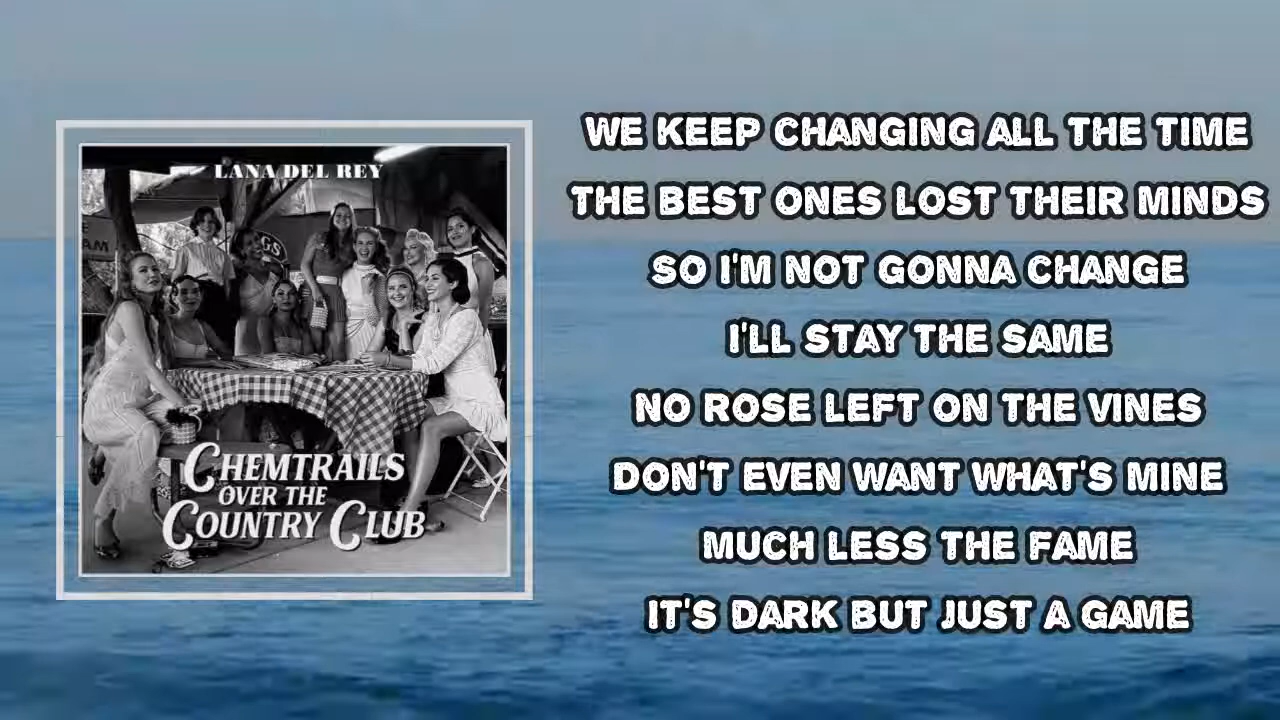 LANA DEL REY
GS
AM
CHEMTRAILS
OVER THE
COUNTRY CLUB
WE KEEP CHANGING ALL THE TIME
THE BEST ONES LOST THEIR MINDS
SO I'M NOT GONNA CHANGE
I'LL STAY THE SAME
NO ROSE LEFT ON THE VINES
DON'T EVEN WANT WHAT'S MINE
MUCH LESS THE FAME
IT'S DARK BUT JUST A GAME